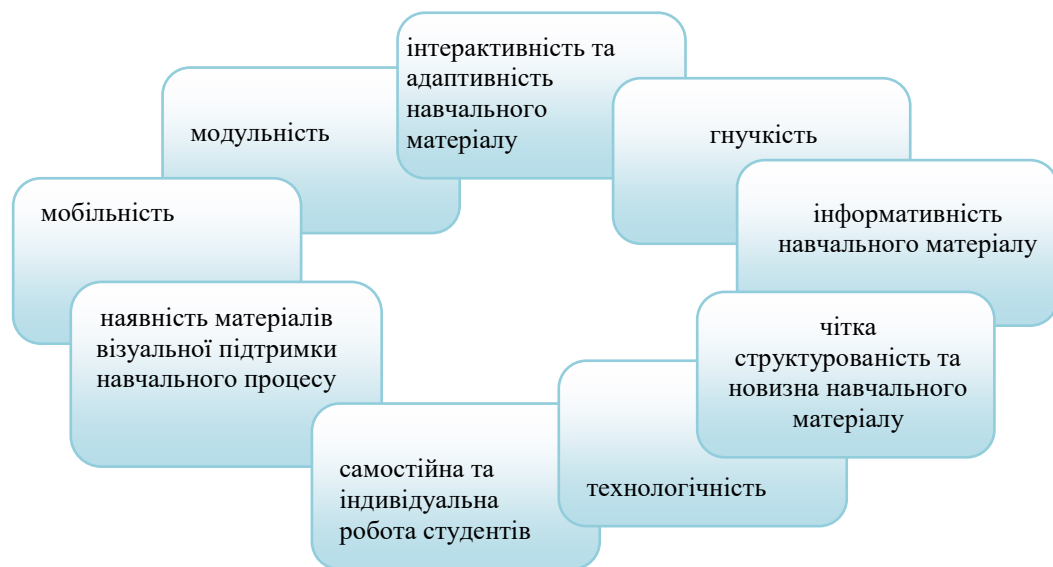 інтерактивність та
адаптивність
навчального
матеріалу
гнучкість
інформативність
навчального матеріалу
чітка
структурованість та
новизна навчального
матеріалу
технологічність
самостійна та
індивідуальна
робота студентів
наявність матеріалів
візуальної підтримки
навчального процесу
мобільність
модульність